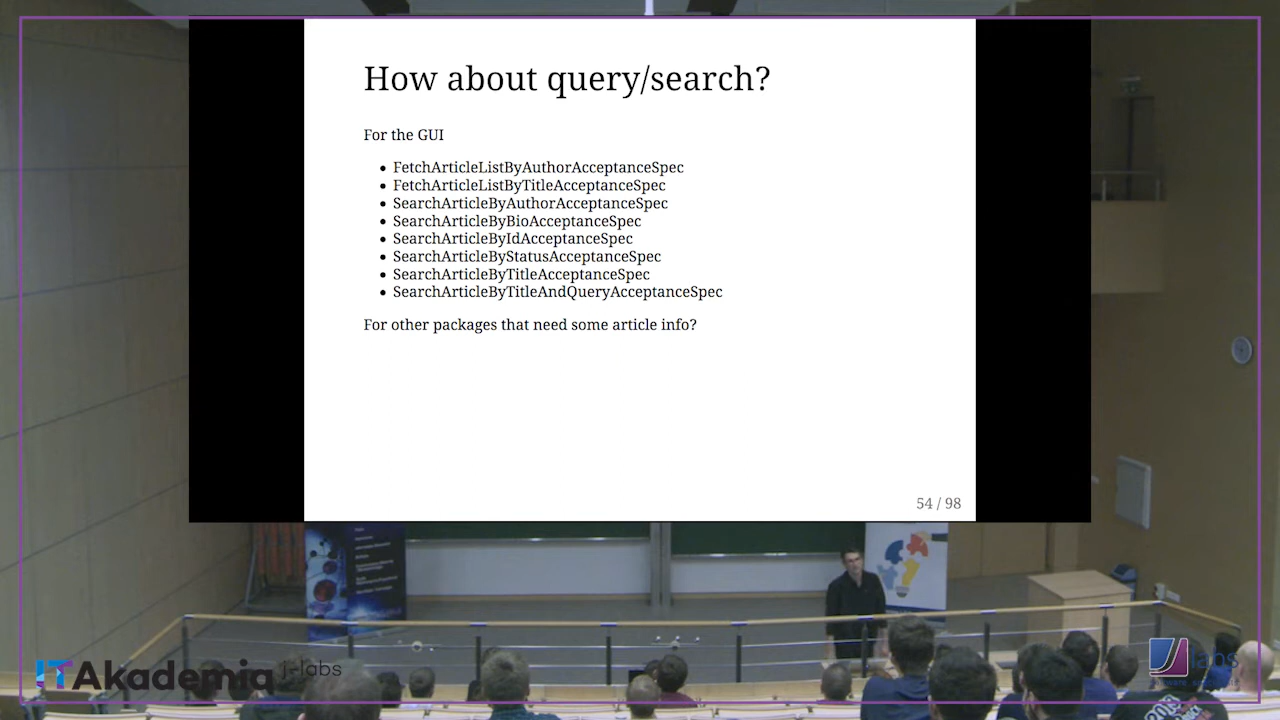 How about query/search?
For the GUI
• FetchArticleListByAuthorAcceptanceSpec
• FetchArticleListByTitleAcceptanceSpec
• SearchArticleByAuthorAcceptanceSpec
• SearchArticleByBioAcceptanceSpec
• SearchArticleByIdAcceptanceSpec
• SearchArticleByStatusAcceptanceSpec
• SearchArticleByTitleAcceptanceSpec
• SearchArticleByTitleAndQueryAcceptanceSpec
For other packages that need some article info?
54 / 98
ITAkademia j-labs
labs